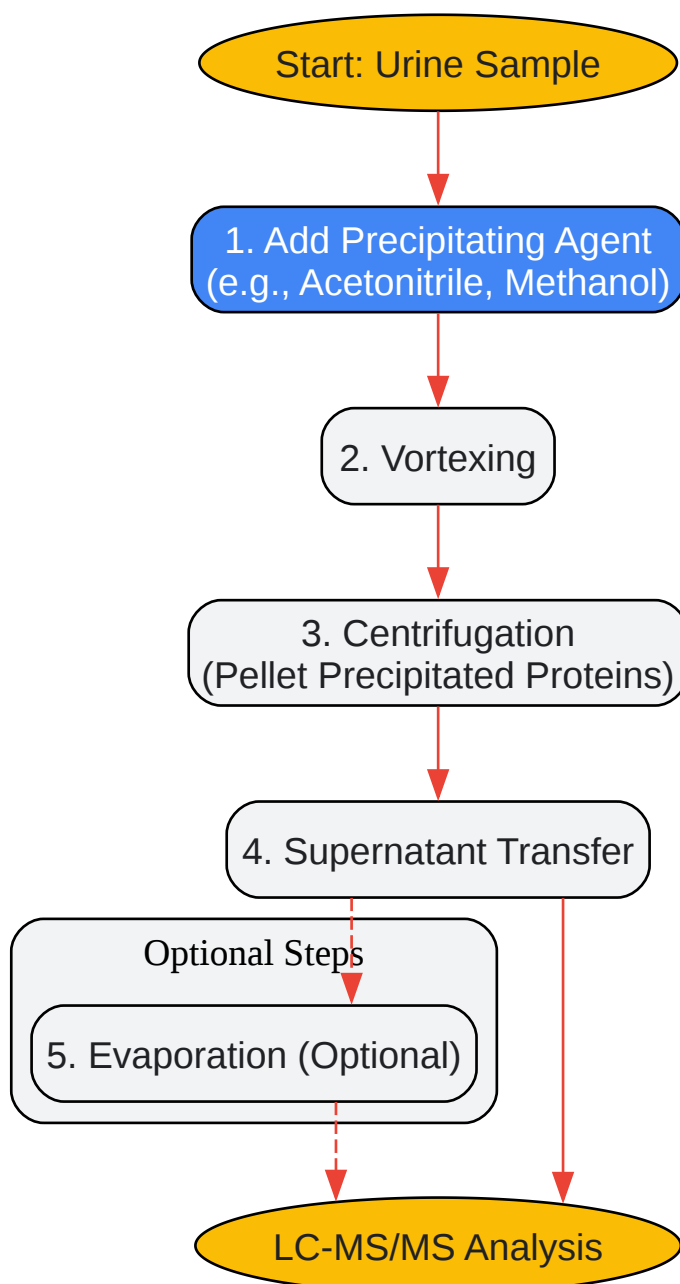 Start: Urine Sample
1. Add Precipitating Agent
(e.g., Acetonitrile, Methanol)
2. Vortexing
3. Centrifugation
(Pellet Precipitated Proteins)
4. Supernatant Transfer
Optional Steps
5. Evaporation (Optional)
LC-MS/MS Analysis